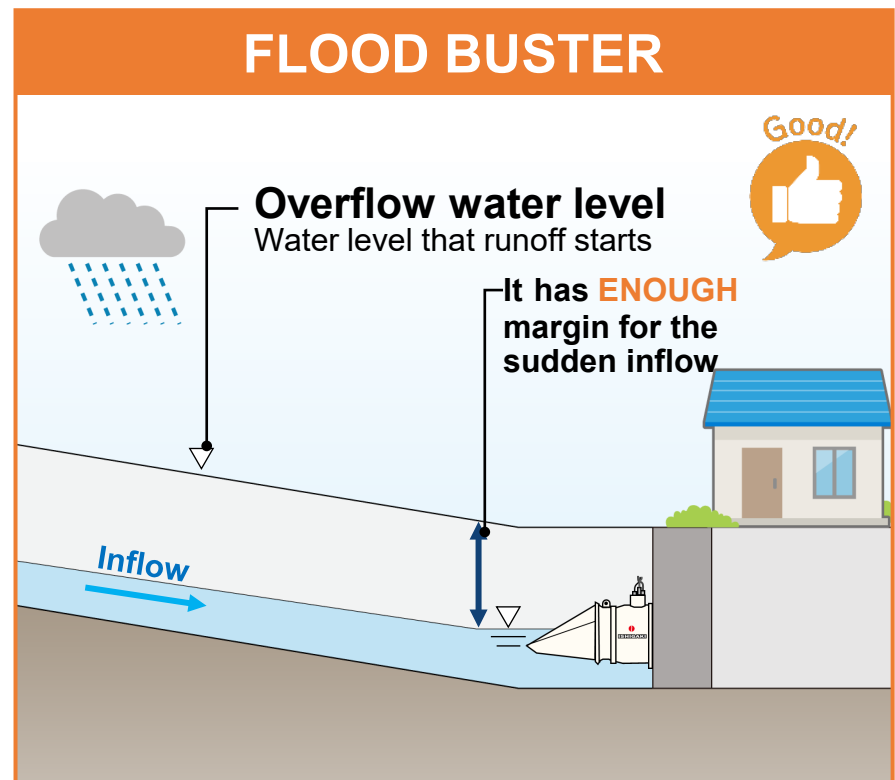 FLOOD BUSTER
Good!
Overflow water level
Water level that runoff starts
It has ENOUGH
margin for the
sudden inflow
Inflow
ISHIGAKI